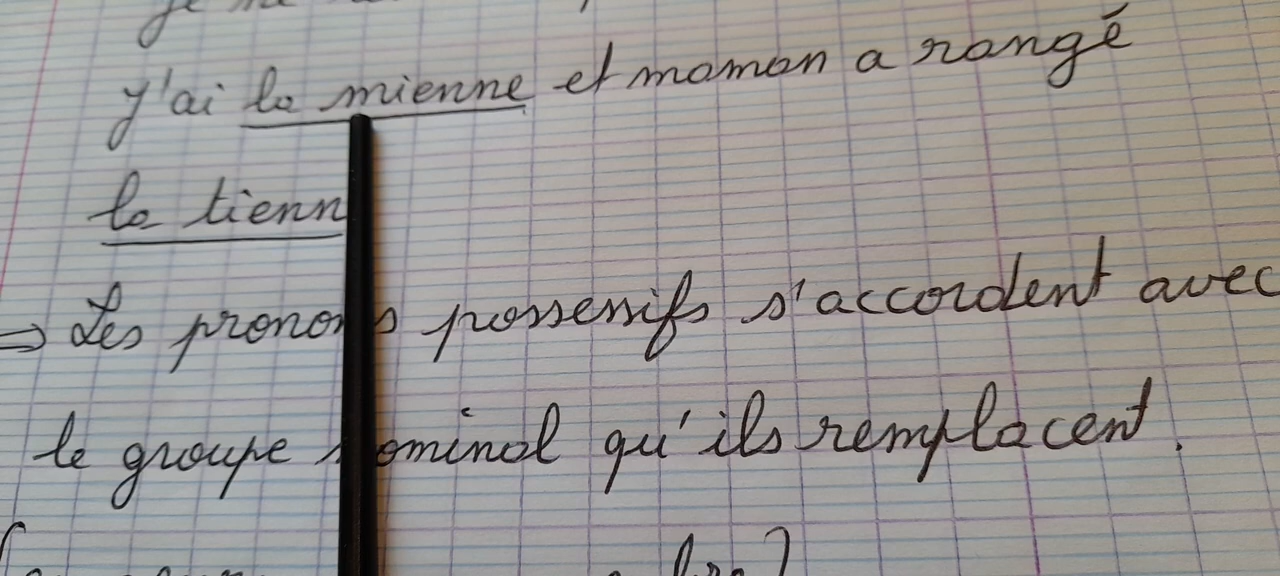 j'ai la mienne et maman a rangé
la tienn
⇒ Les pronoms possessifs s'accordent avec
le groupe nominal qu'ils remplacent.